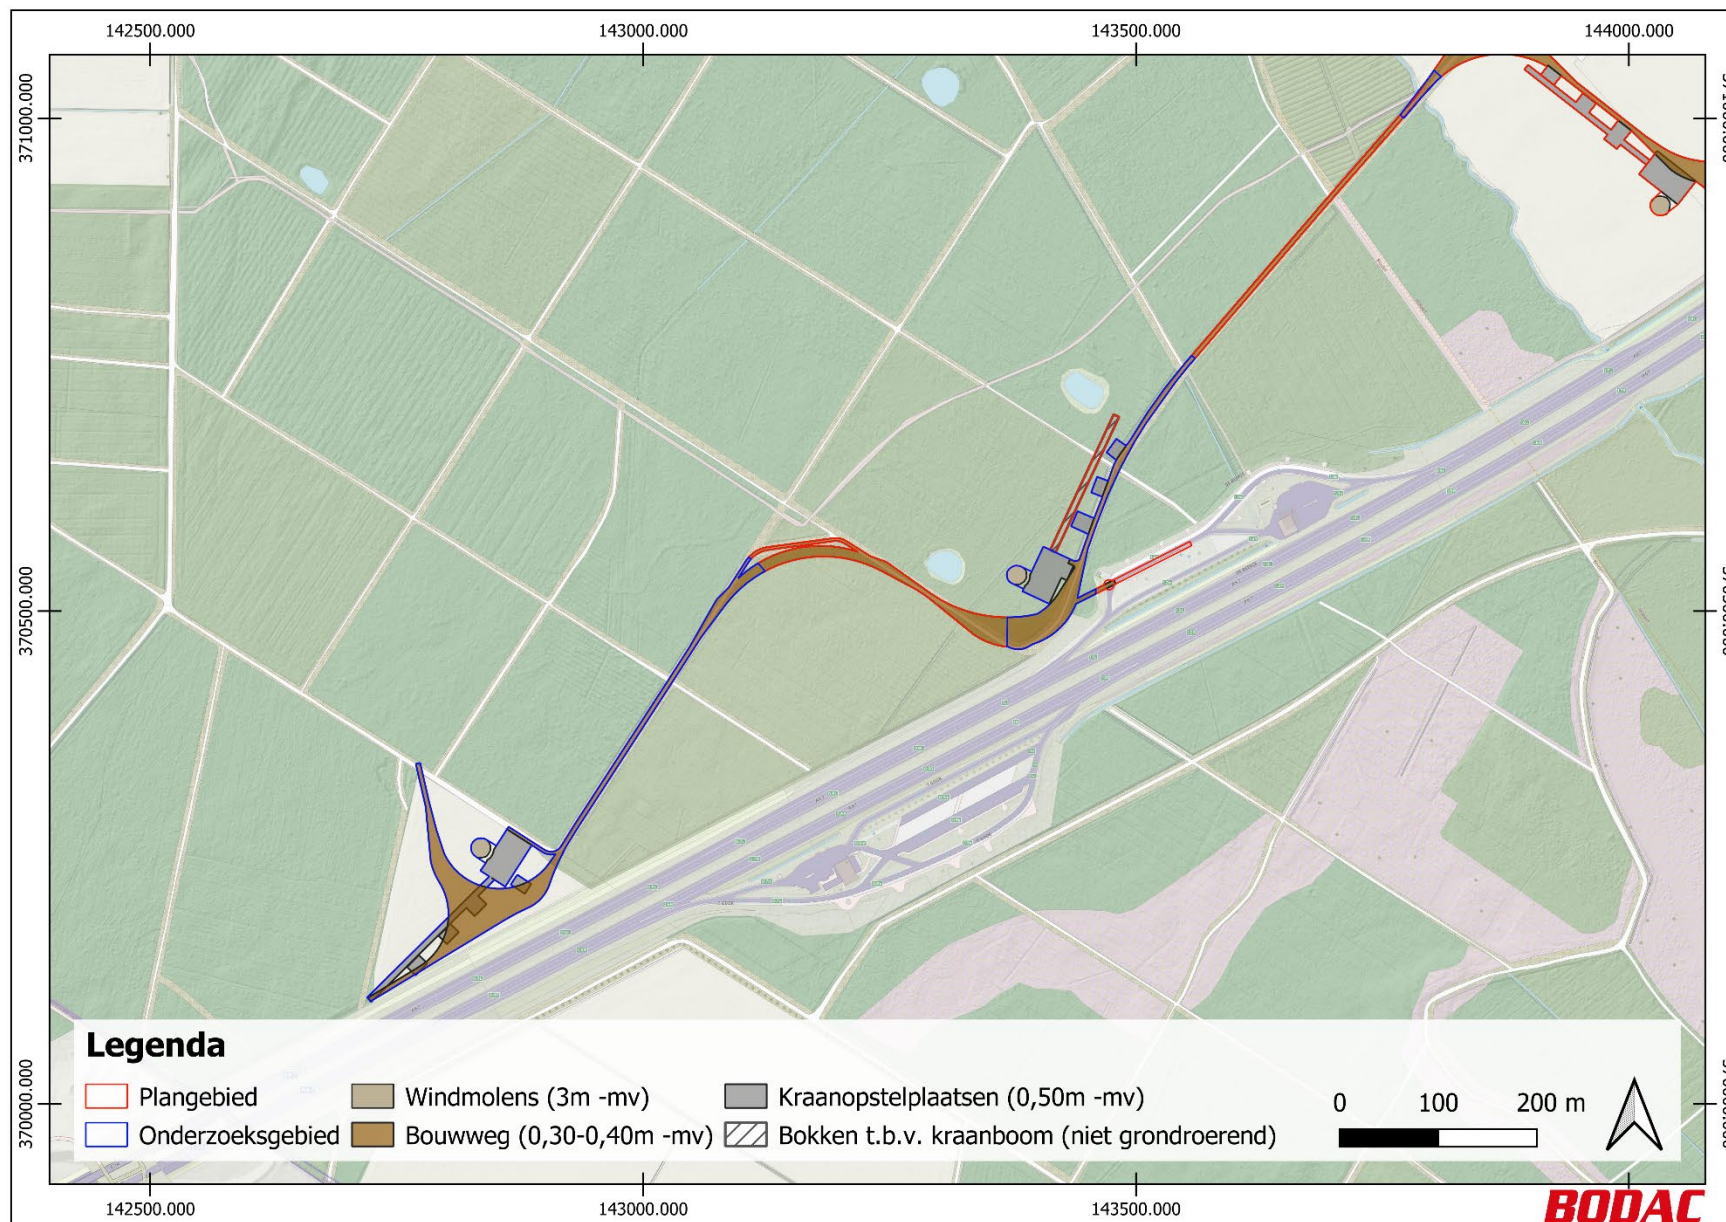 142500.000 143000.000 143500.000 144000.000
371000.000
370500.000
370000.000
Legenda
Plangebied
Windmolens (3m -mv)
Kraanopstelplaatsen (0,50m -mv)
Onderzoeksgebied
Bouwweg (0,30-0,40m -mv)
Bokken t.b.v. kraanboom (niet grondroerend)
0 100 200 m
142500.000 143000.000 143500.000
BODAC